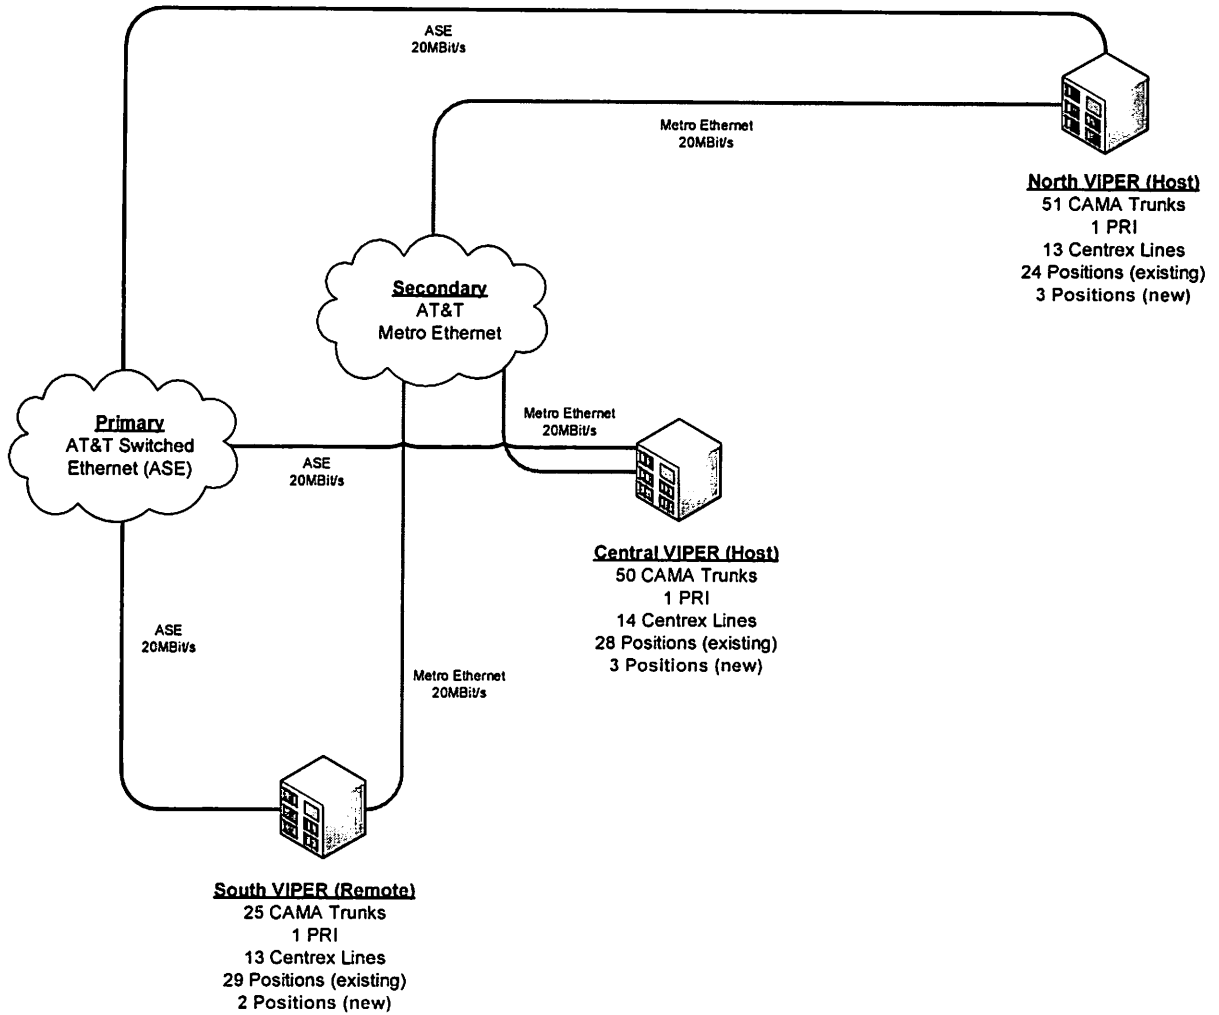 ASE
20MBit/s
Metro Ethernet
20MBit/s
North VIPER (Host)
51 CAMA Trunks
1 PRI
13 Centrex Lines
24 Positions (existing)
3 Positions (new)
Secondary
AT&T
Metro Ethernet
Primary
AT&T Switched
Ethernet (ASE)
Metro Ethernet
20MBit/s
ASE
20MBit/s
Central VIPER (Host)
50 CAMA Trunks
1 PRI
14 Centrex Lines
28 Positions (existing)
3 Positions (new)
ASE
20MBit/s
Metro Ethernet
20MBit/s
South VIPER (Remote)
25 CAMA Trunks
1 PRI
13 Centrex Lines
29 Positions (existing)
2 Positions (new)